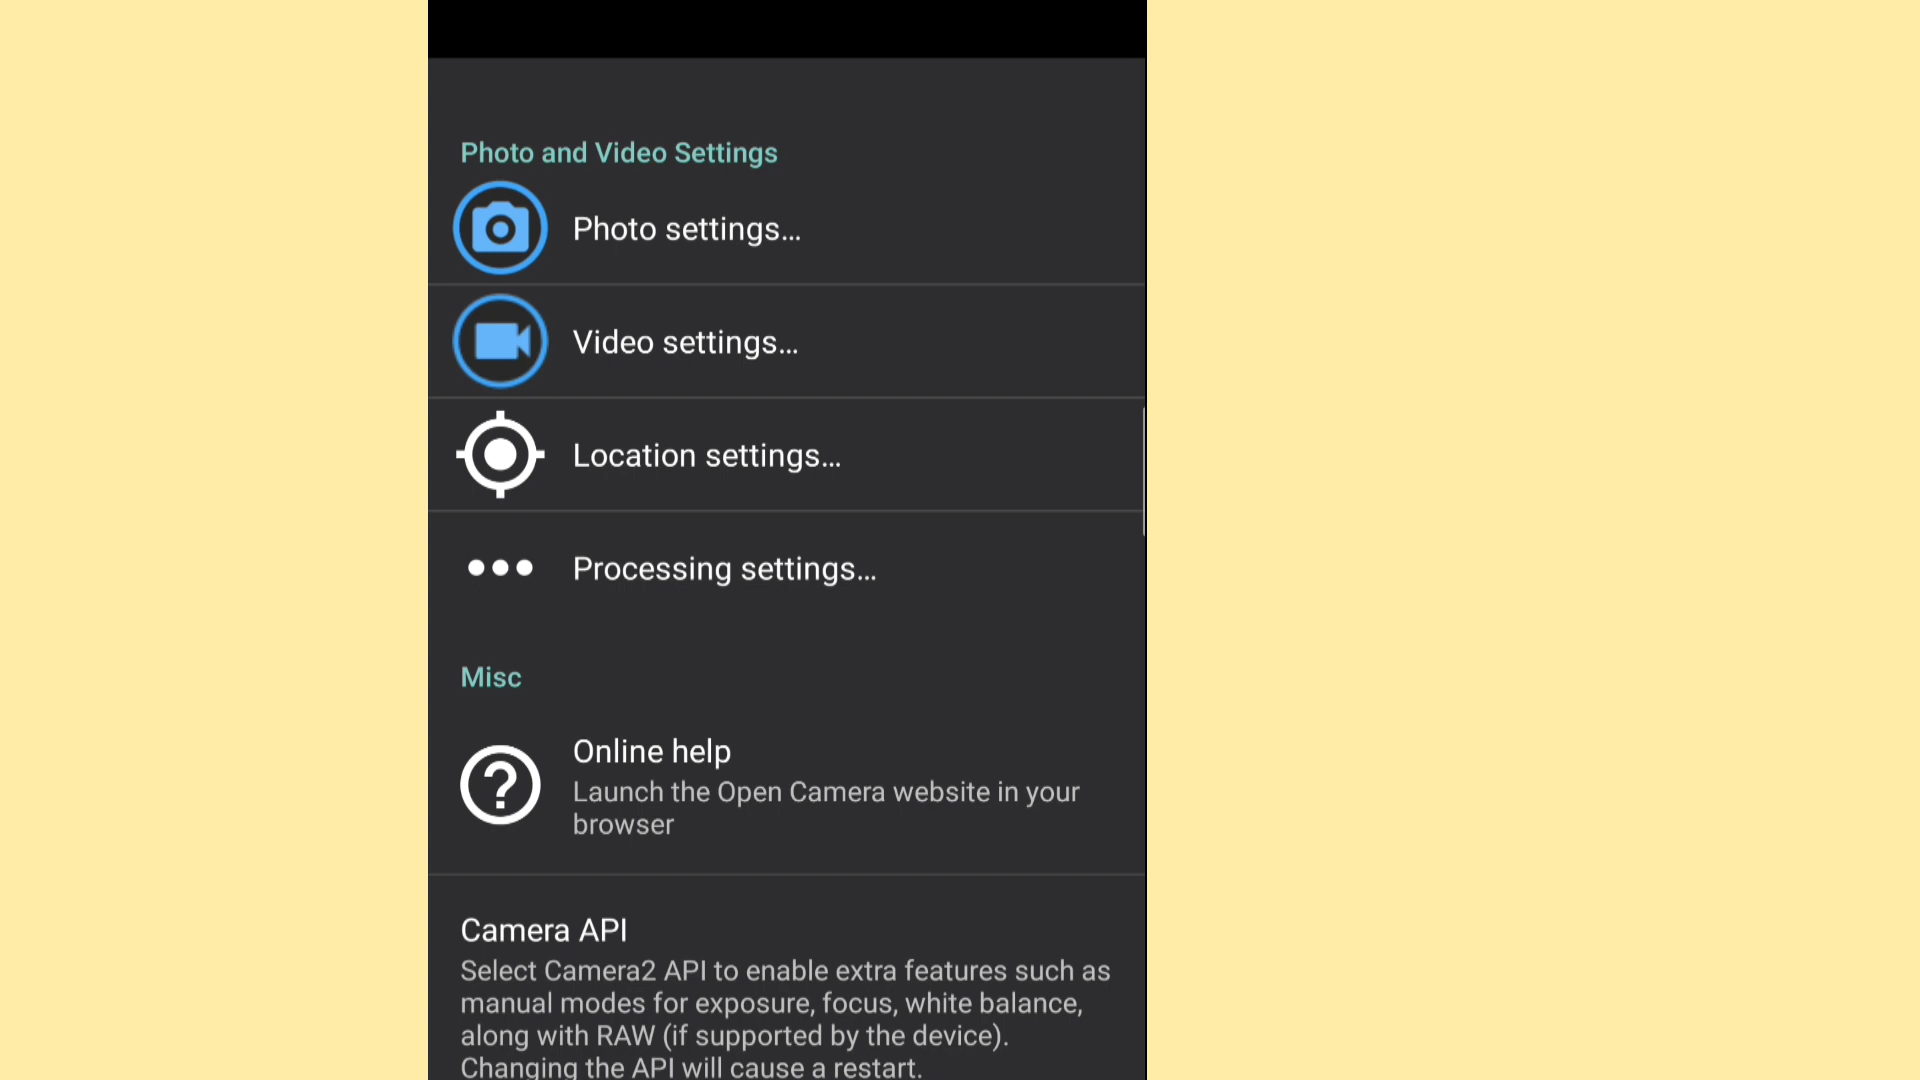 Photo and Video Settings
Photo settings...
Video settings...
Location settings...
Processing settings...
Misc
Online help
Launch the Open Camera website in your
browser
Camera API
Select Camera2 API to enable extra features such as
manual modes for exposure, focus, white balance,
along with RAW (if supported by the device).
Changing the API will cause a restart.